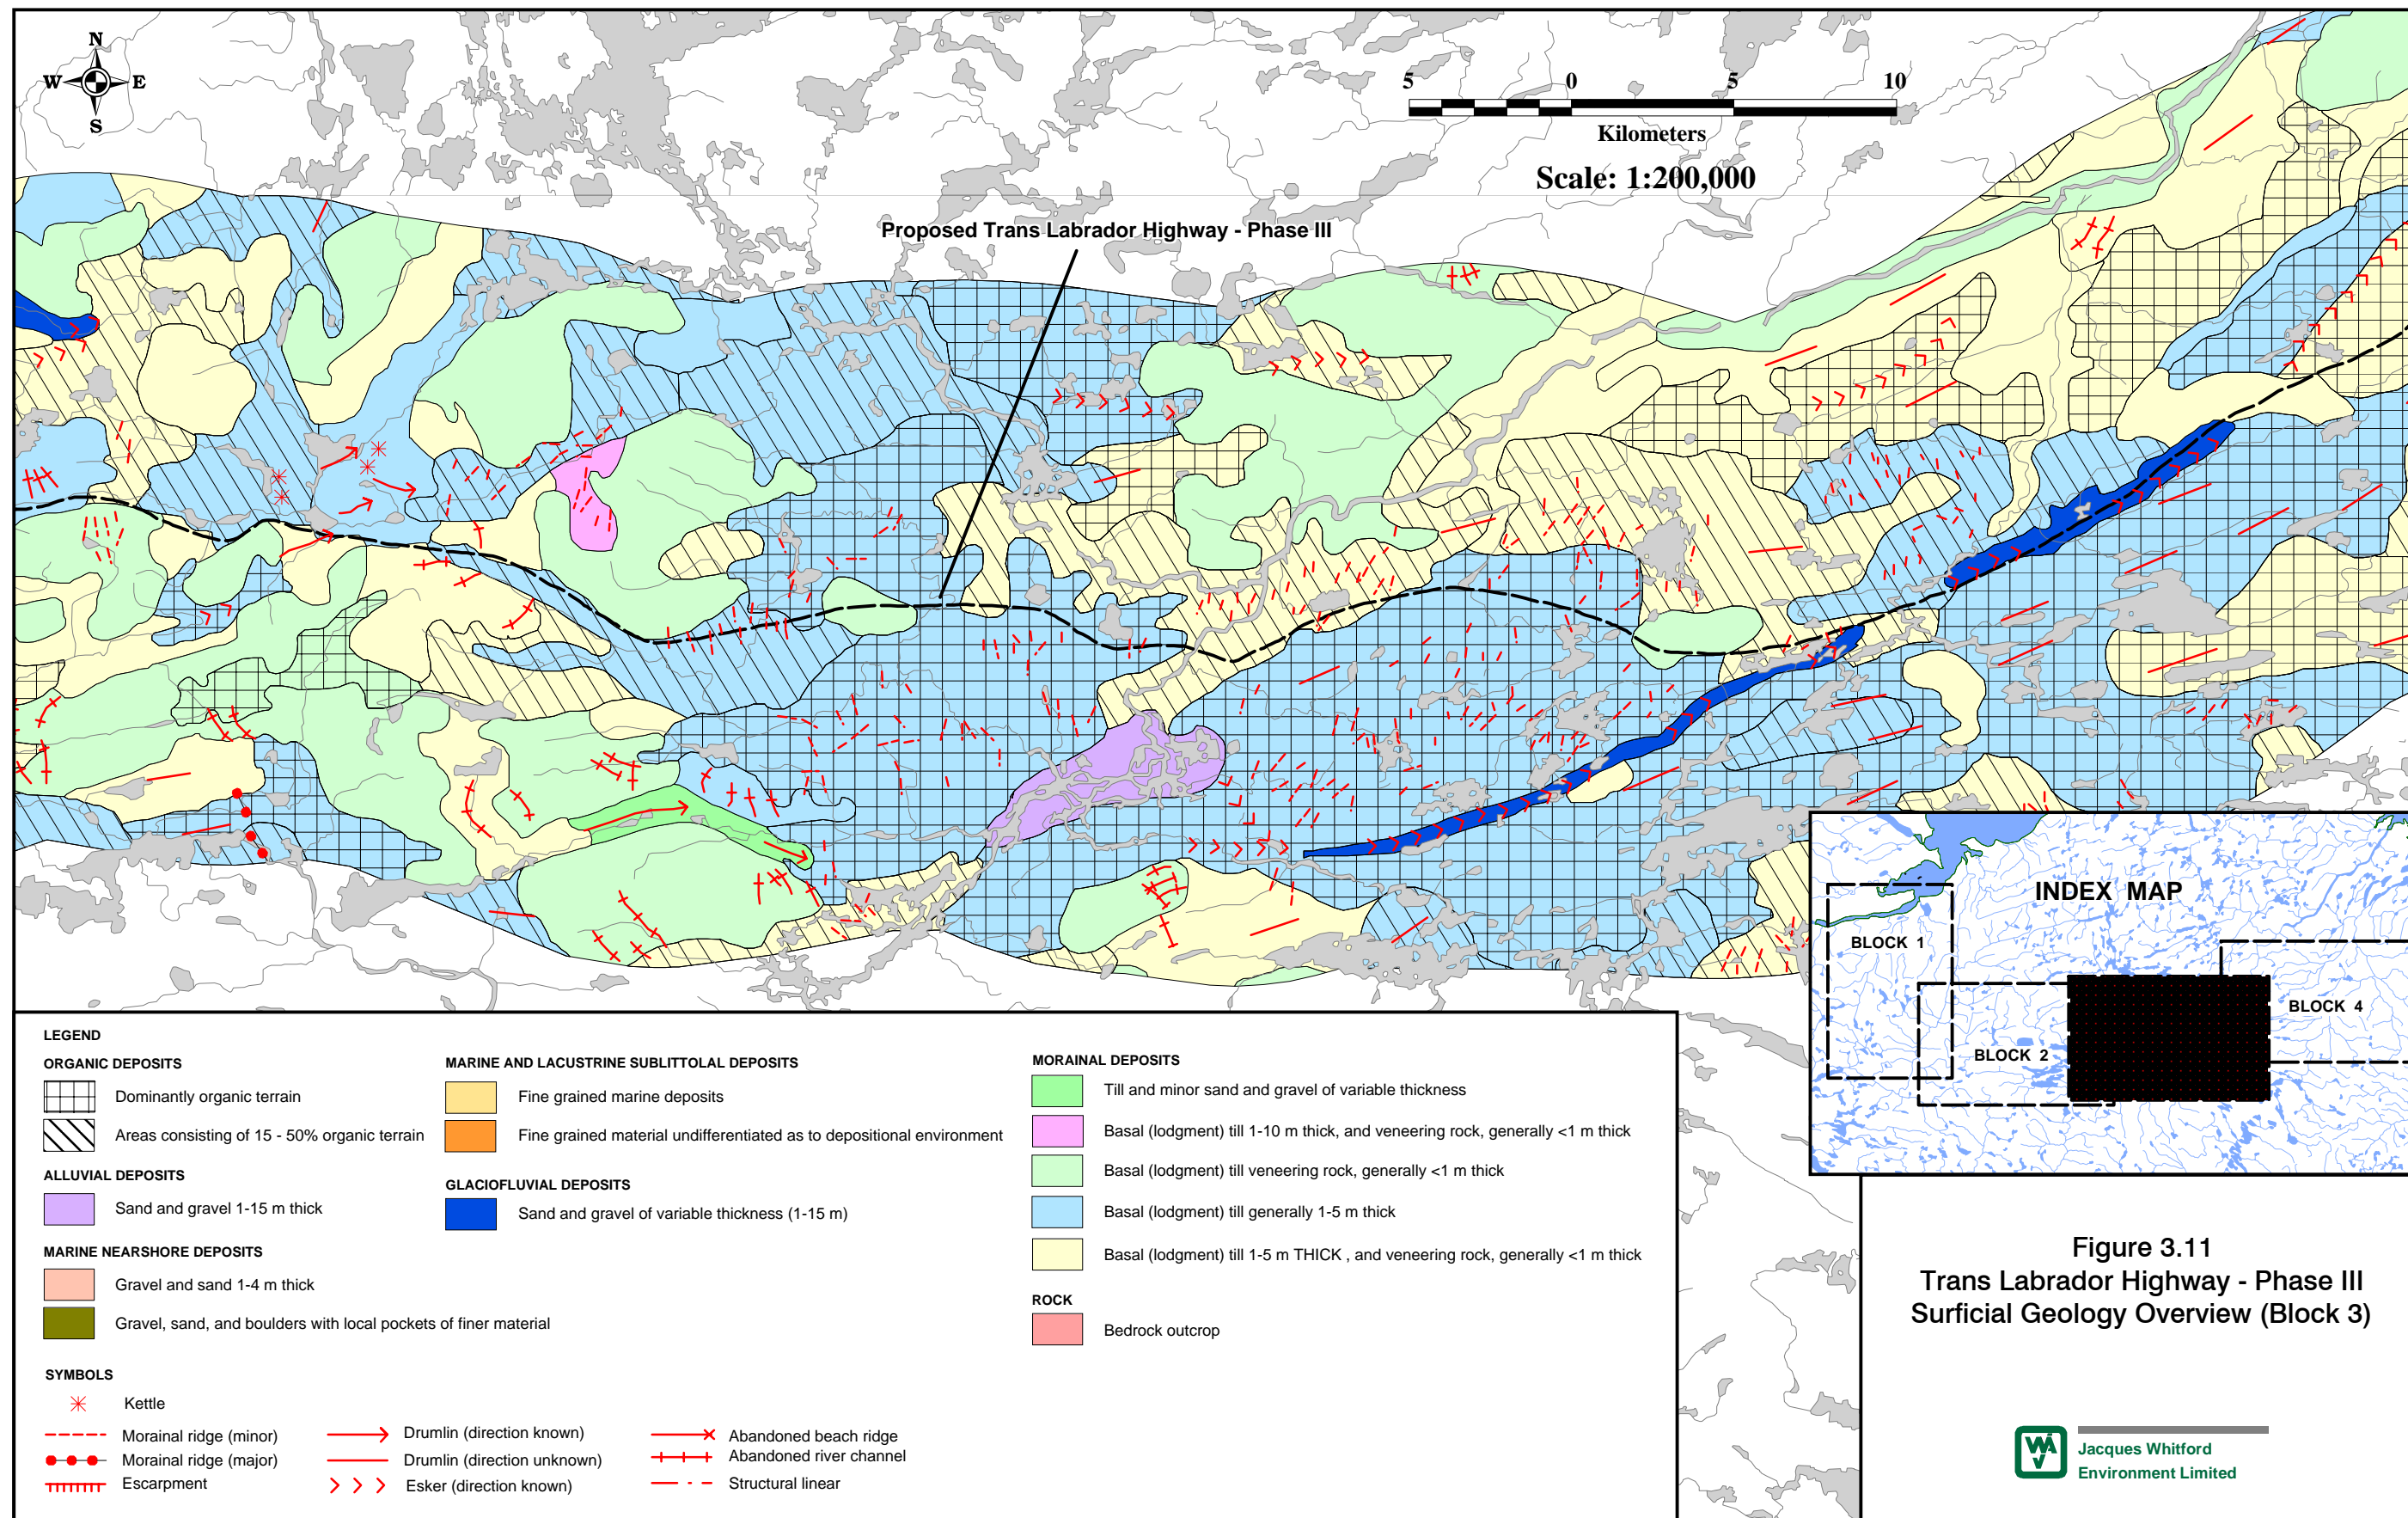 N
W E
S
5 0 5 10
Kilometers
Scale: 1:200,000
Proposed Trans Labrador Highway - Phase III
INDEX MAP
BLOCK 1
BLOCK 2
BLOCK 4
LEGEND
ORGANIC DEPOSITS
Dominantly organic terrain
Areas consisting of 15 - 50% organic terrain
ALLUVIAL DEPOSITS
Sand and gravel 1-15 m thick
MARINE NEARSHORE DEPOSITS
Gravel and sand 1-4 m thick
Gravel, sand, and boulders with local pockets of finer material
MARINE AND LACUSTRINE SUBLITTOLAL DEPOSITS
Fine grained marine deposits
Fine grained material undifferentiated as to depositional environment
GLACIOFLUVIAL DEPOSITS
Sand and gravel of variable thickness (1-15 m)
MORAINAL DEPOSITS
Till and minor sand and gravel of variable thickness
Basal (lodgment) till 1-10 m thick, and veneering rock, generally <1 m thick
Basal (lodgment) till veneering rock, generally <1 m thick
Basal (lodgment) till generally 1-5 m thick
Basal (lodgment) till 1-5 m THICK , and veneering rock, generally <1 m thick
ROCK
Bedrock outcrop
SYMBOLS
Kettle
Morainal ridge (minor)
Morainal ridge (major)
Escarpment
Drumlin (direction known)
Drumlin (direction unknown)
Esker (direction known)
Abandoned beach ridge
Abandoned river channel
Structural linear
Figure 3.11
Trans Labrador Highway - Phase III
Surficial Geology Overview (Block 3)
Jacques Whitford
Environment Limited